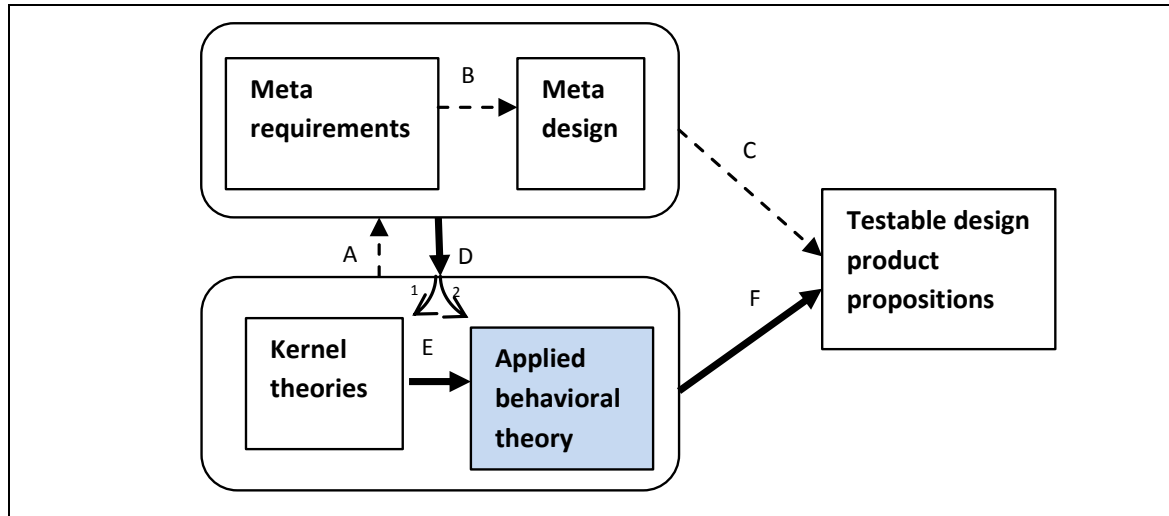 Meta
requirements
B
Meta
design
C
A
D
Testable design
product
propositions
1
2
F
Kernel
theories
E
Applied
behavioral
theory